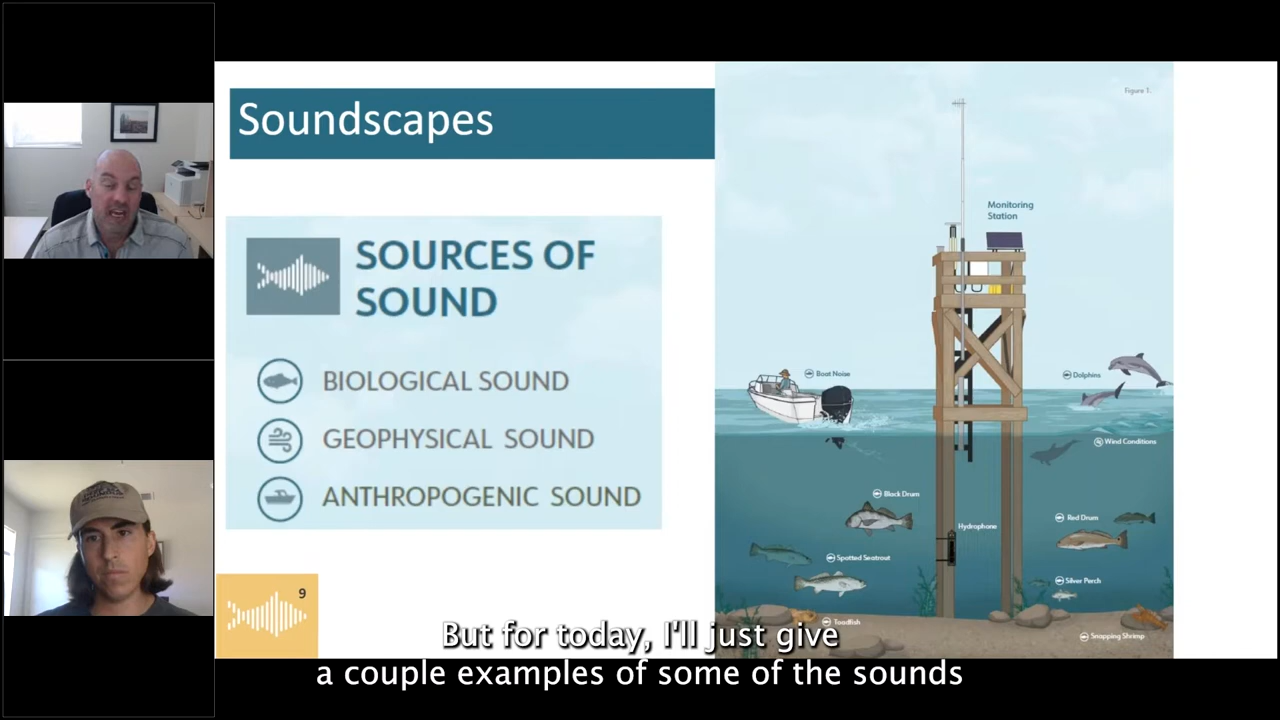 Soundscapes
SOURCES OF
SOUND
BIOLOGICAL SOUND
GEOPHYSICAL SOUND
ANTHROPOGENIC SOUND
9
Figure 1.
Monitoring
Station
Boat Noise
Dolphins
Wind Conditions
Black Drum
Hydrophone
Red Drum
Spotted Seatrout
Silver Perch
Toadfish
Snapping Shrimp
But for today, I'll just give
a couple examples of some of the sounds